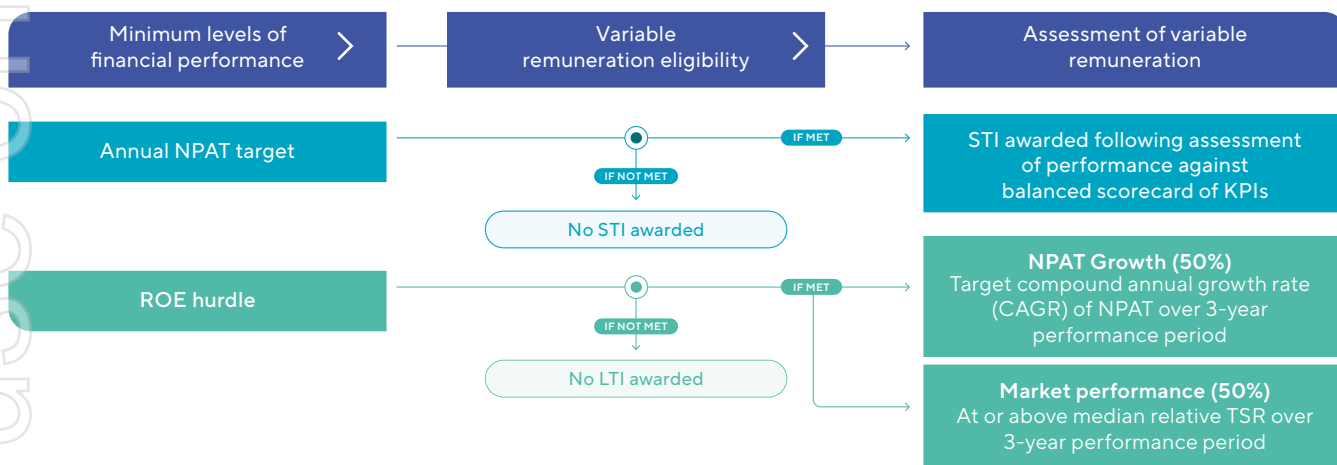 Minimum levels of
financial performance
Variable
remuneration eligibility
Assessment of variable
remuneration
Annual NPAT target
IF MET
IF NOT MET
No STI awarded
STI awarded following assessment
of performance against
balanced scorecard of KPIs
ROE hurdle
IF MET
IF NOT MET
No LTI awarded
NPAT Growth (50%)
Target compound annual growth rate
(CAGR) of NPAT over 3-year
performance period
Market performance (50%)
At or above median relative TSR over
3-year performance period